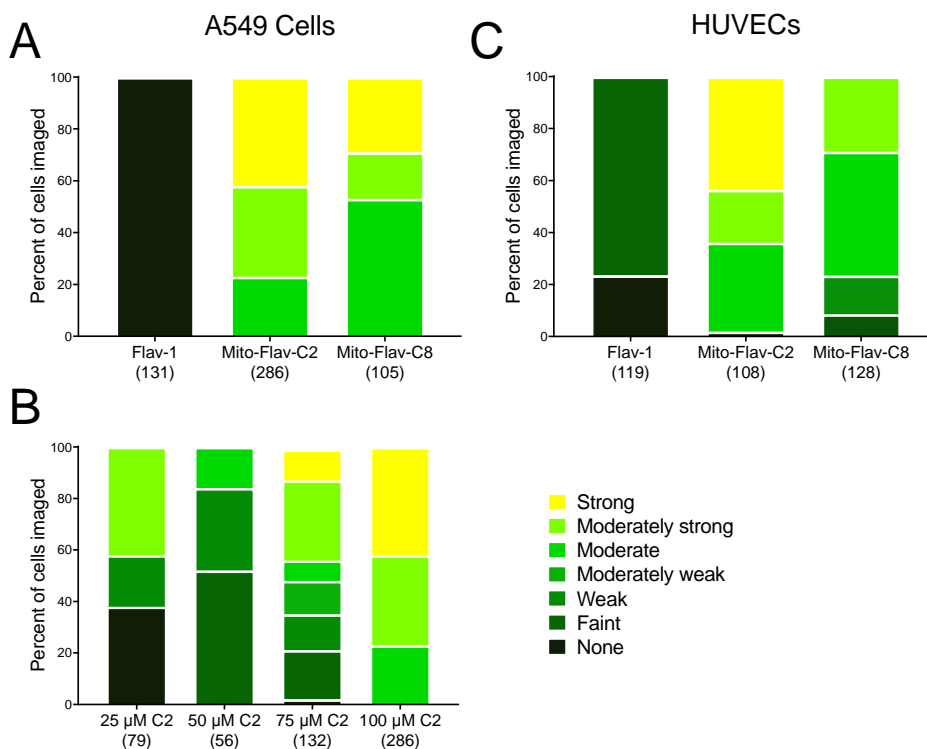 A
A549 Cells
Percent of cells imaged
100
80
60
40
20
0
Flav-1
(131)
Mito-Flav-C2
(286)
Mito-Flav-C8
(105)
C
HUVECs
Percent of cells imaged
100
80
60
40
20
0
Flav-1
(119)
Mito-Flav-C2
(108)
Mito-Flav-C8
(128)
B
Percent of cells imaged
100
80
60
40
20
0
25 µM C2
(79)
50 µM C2
(56)
75 µM C2
(132)
100 µM C2
(286)
Strong
Moderately strong
Moderate
Moderately weak
Weak
Faint
None